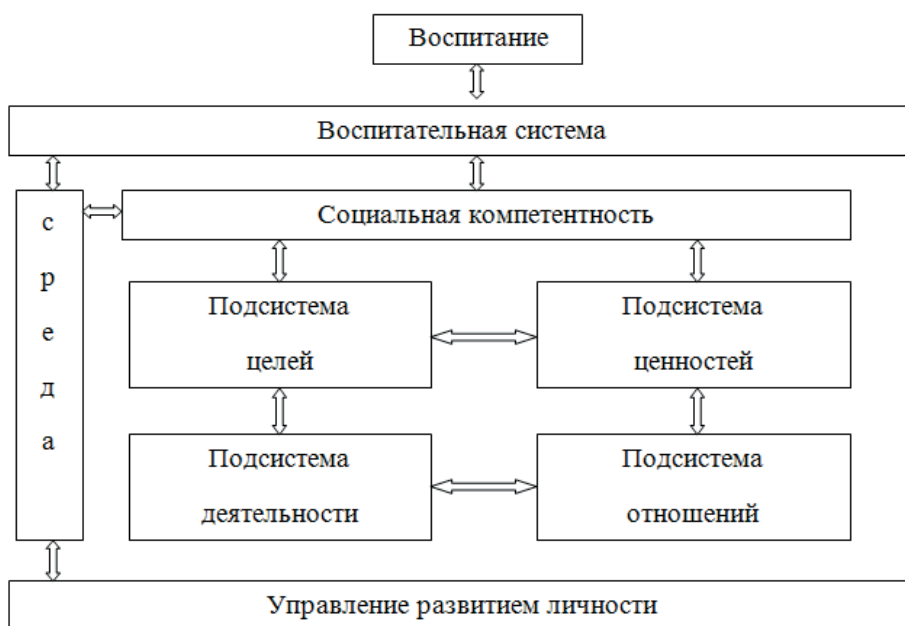 Воспитание
Воспитательная система
с
р
е
д
а
Социальная компетентность
Подсистема
целей
Подсистема
ценностей
Подсистема
деятельности
Подсистема
отношений
Управление развитием личности